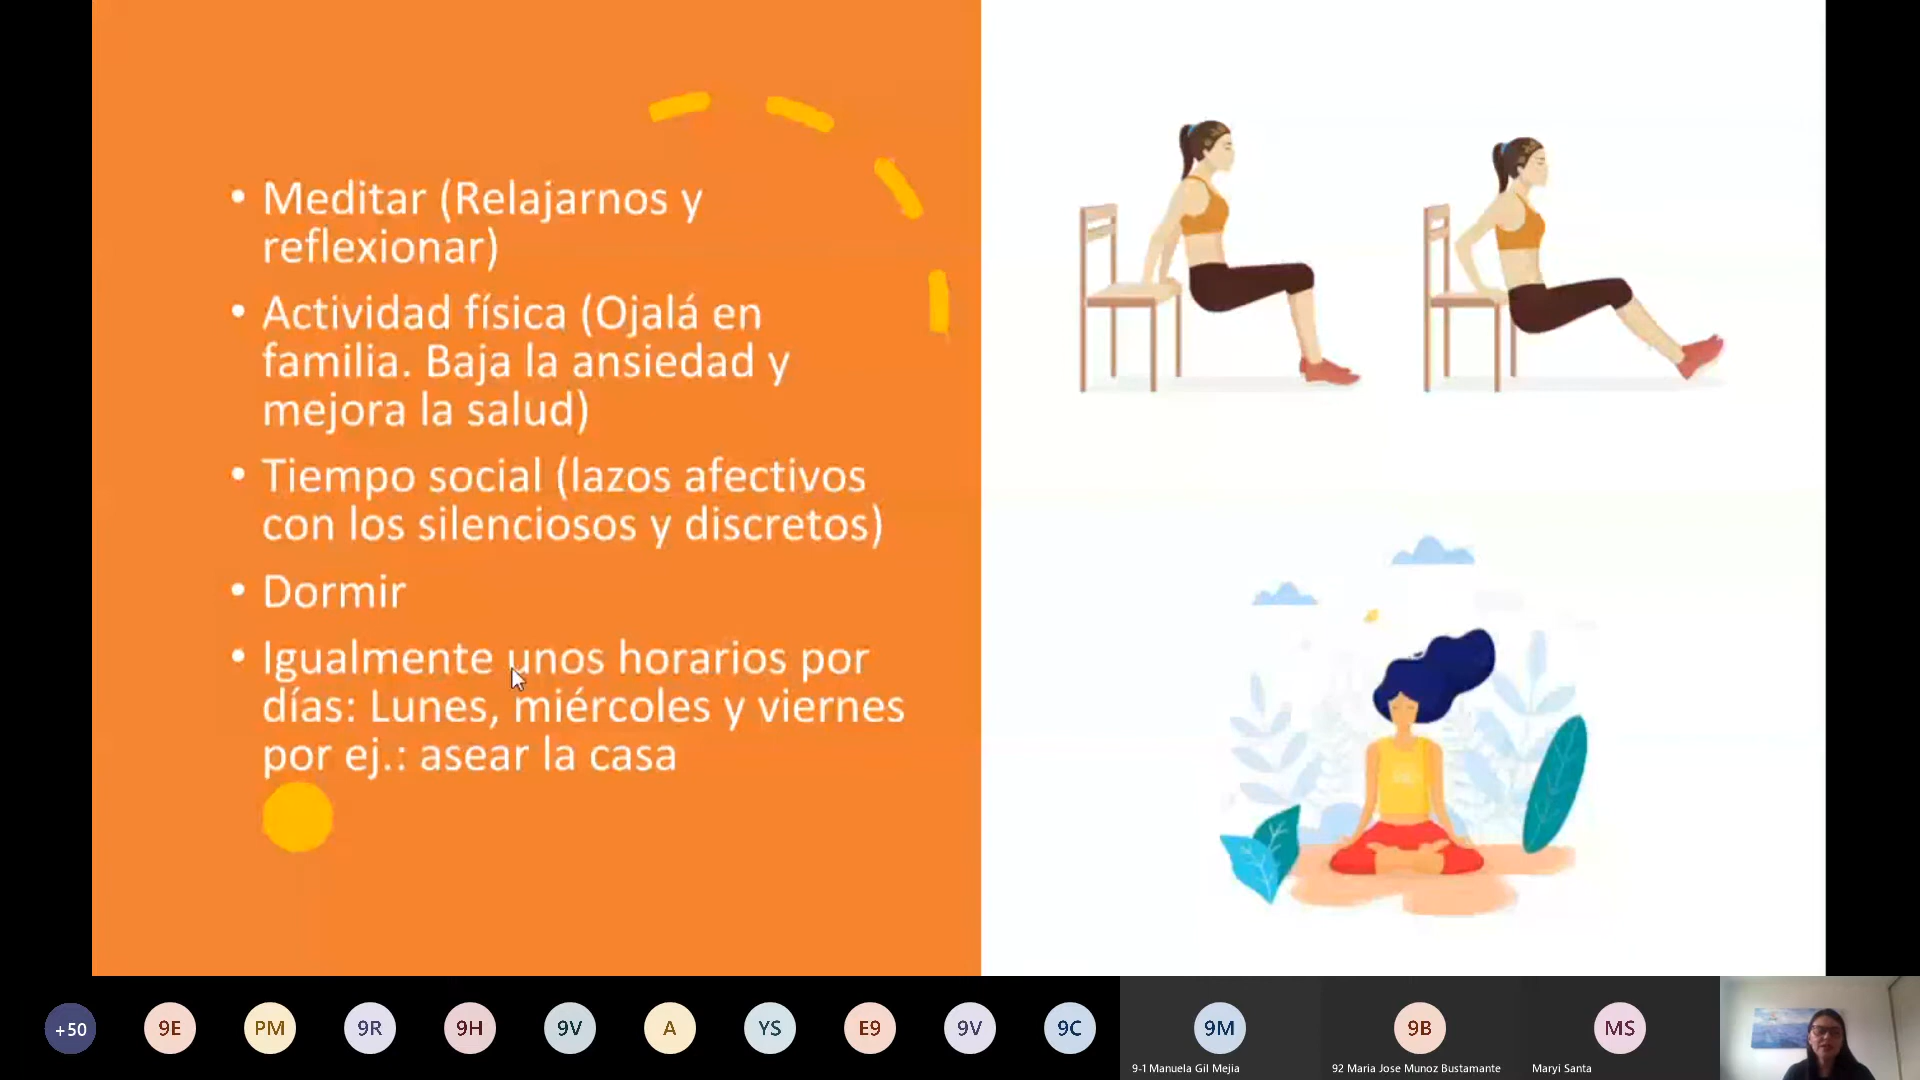 • Meditar (Relajarnos y
reflexionar)
• Actividad física (Ojalá en
familia. Baja la ansiedad y
mejora la salud)
• Tiempo social (lazos afectivos
con los silenciosos y discretos)
• Dormir
• Igualmente unos horarios por
días: Lunes, miércoles y viernes
por ej.: asear la casa
+50 9E PM 9R 9H 9V A YS E9 9V 9C 9M 9B MS
9-1 Manuela Gil Mejia 92 Maria Jose Munoz Bustamante Maryi Santa